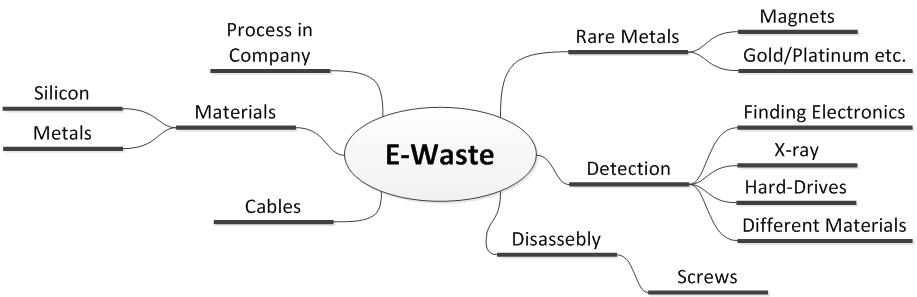 Process in
Company
Silicon
Materials
Metals
Cables
E-Waste
Rare Metals
Magnets
Gold/Platinum etc.
Detection
Finding Electronics
X-ray
Hard-Drives
Different Materials
Disassebly
Screws